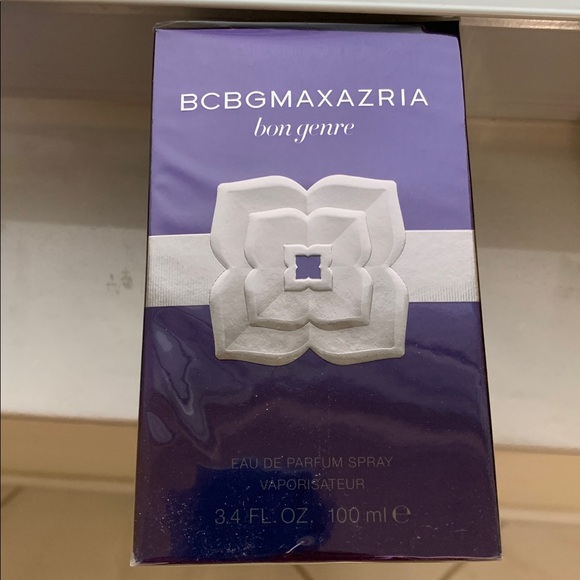 BCBGMAXAZRIA
bon genre
EAU DE PARFUM SPRAY
VAPORISATEUR
3.4 FL. OZ. 100 ml ℮